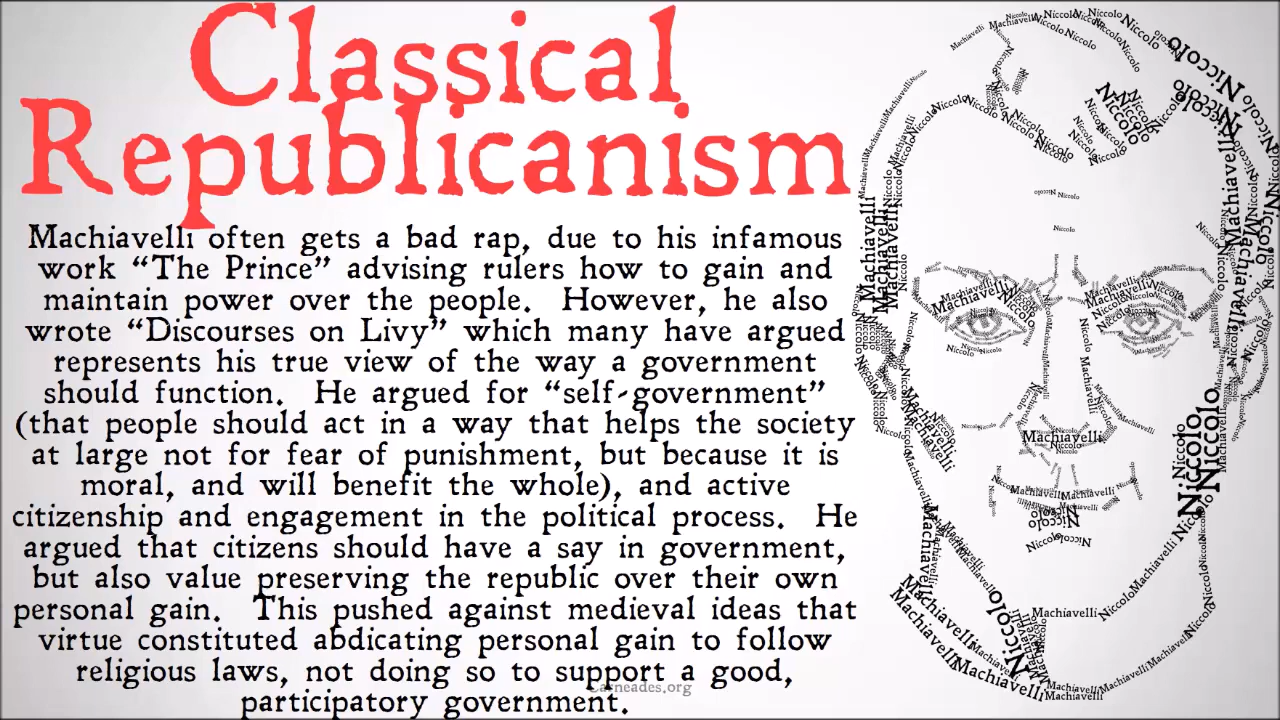 Classical
Republicanism
Machiavelli often gets a bad rap, due to his infamous
work “The Prince” advising rulers how to gain and
maintain power over the people.  However, he also
wrote “Discourses on Livy” which many have argued
represents his true view of the way a government
should function.  He argued for “self-government”
(that people should act in a way that helps the society
at large not for fear of punishment, but because it is
moral, and will benefit the whole), and active
citizenship and engagement in the political process.  He
argued that citizens should have a say in government,
but also value preserving the republic over their own
personal gain.  This pushed against medieval ideas that
virtue constituted abdicating personal gain to follow
religious laws, not doing so to support a good,
participatory government.
Carneades.org
Niccolo
Machiavelli